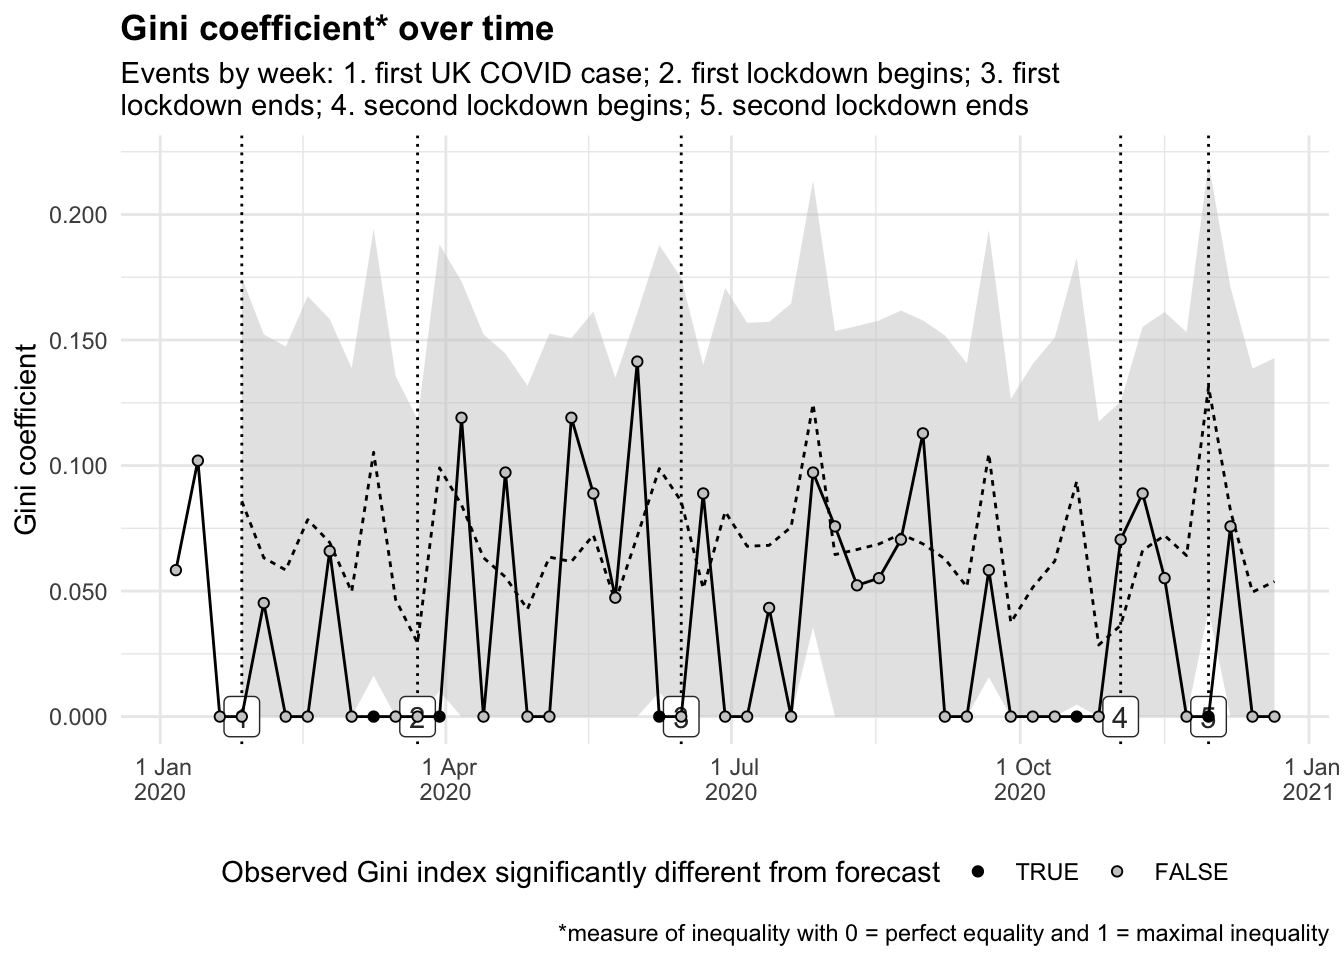 Gini coefficient* over time
Events by week: 1. first UK COVID case; 2. first lockdown begins; 3. first
lockdown ends; 4. second lockdown begins; 5. second lockdown ends
Gini coefficient
0.200
0.150
0.100
0.050
0.000
1
2
3
4
5
1 Jan
2020
1 Apr
2020
1 Jul
2020
1 Oct
2020
1 Jan
2021
Observed Gini index significantly different from forecast
TRUE
FALSE
*measure of inequality with 0 = perfect equality and 1 = maximal inequality